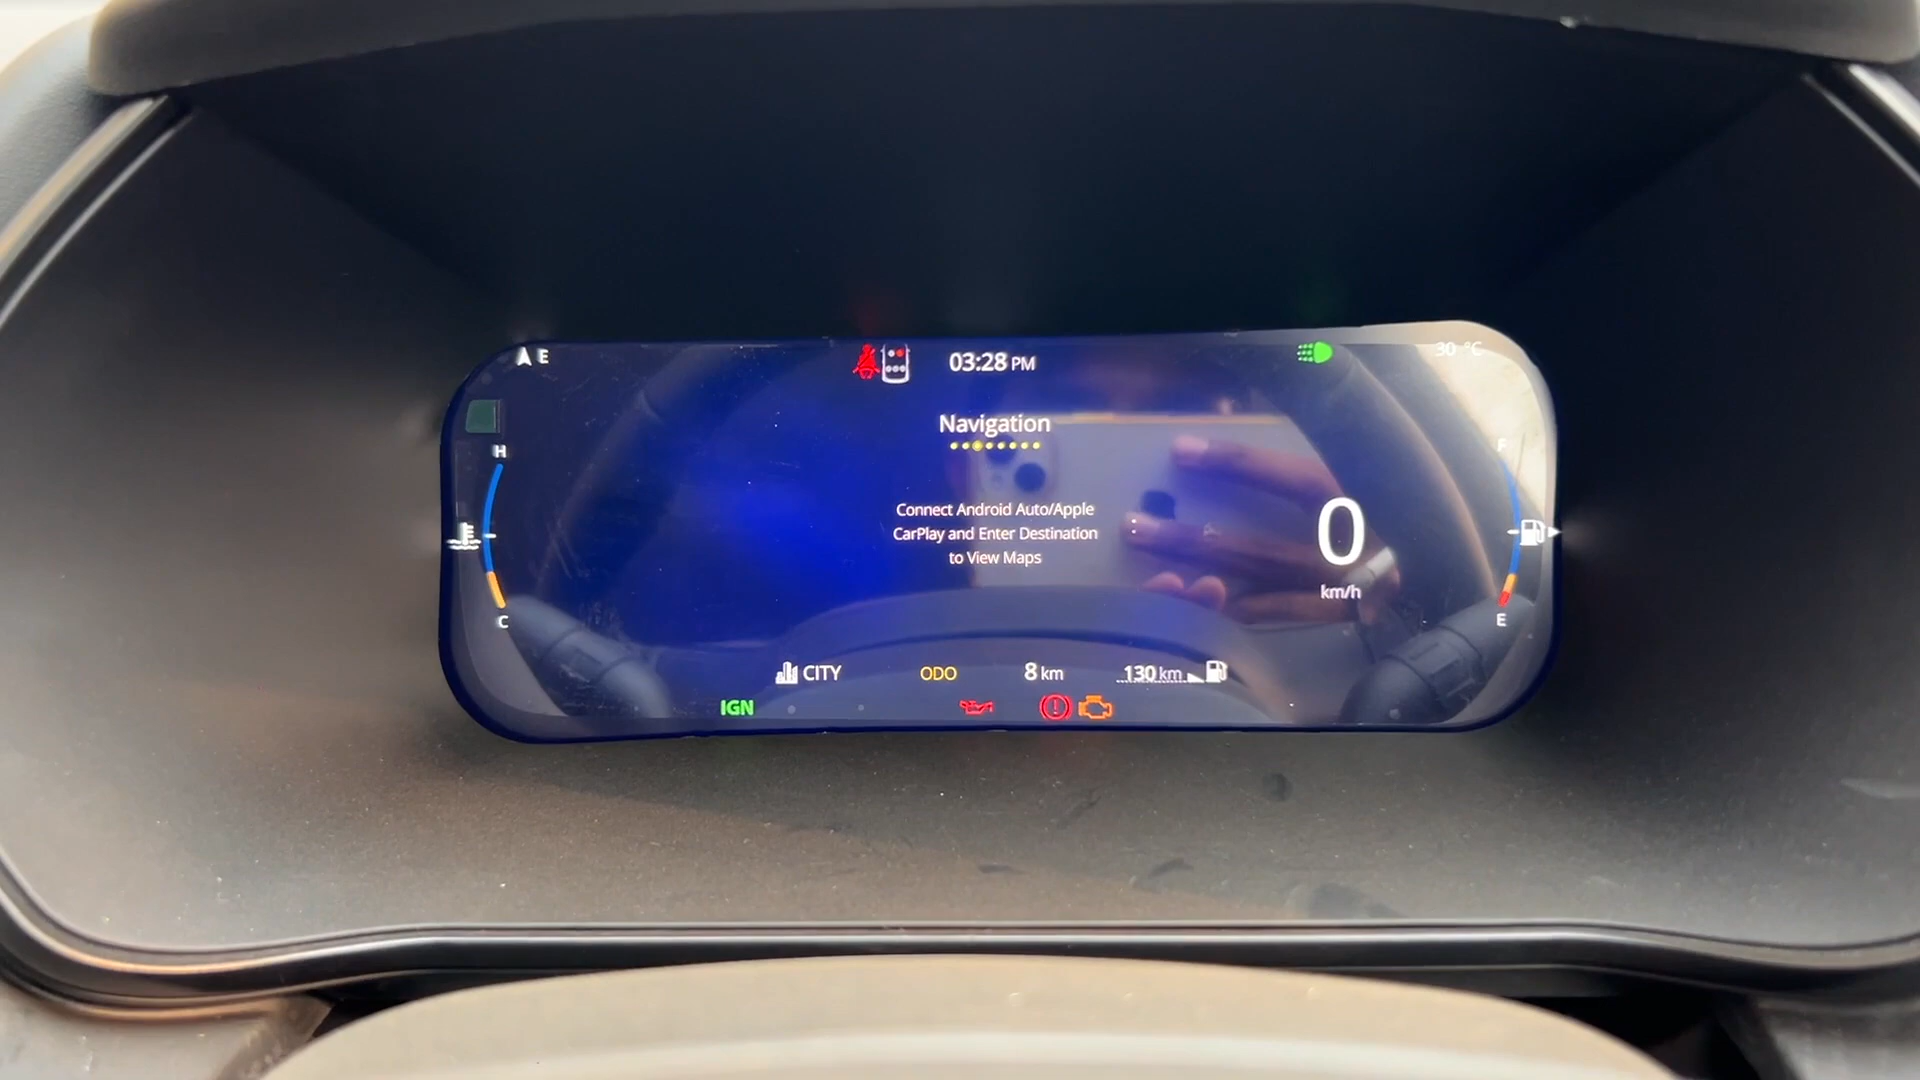 E
03:28 PM
30 °C
Navigation
H
F
Connect Android Auto/Apple
CarPlay and Enter Destination
to View Maps
0
km/h
C
E
CITY
ODO
8 km
130 km
IGN